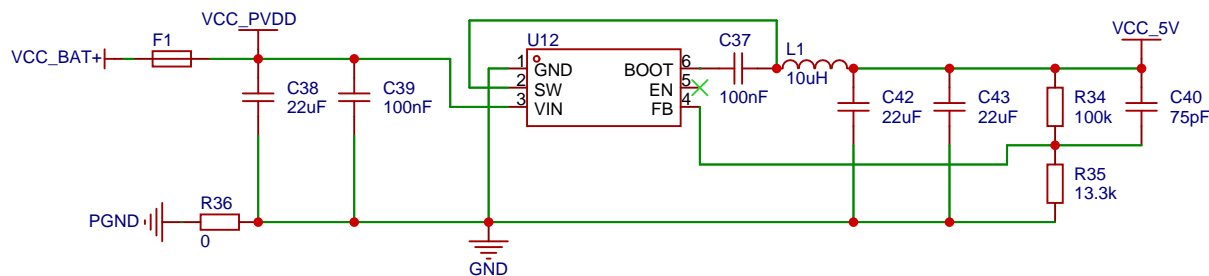 VCC_BAT+
F1
VCC_PVDD
C38
22uF
C39
100nF
U12
1
GND
2
SW
3
VIN
BOOT
6
EN
5
FB
4
C37
100nF
L1
10uH
C42
22uF
C43
22uF
VCC_5V
R34
100k
C40
75pF
R35
13.3k
PGND
R36
0
GND